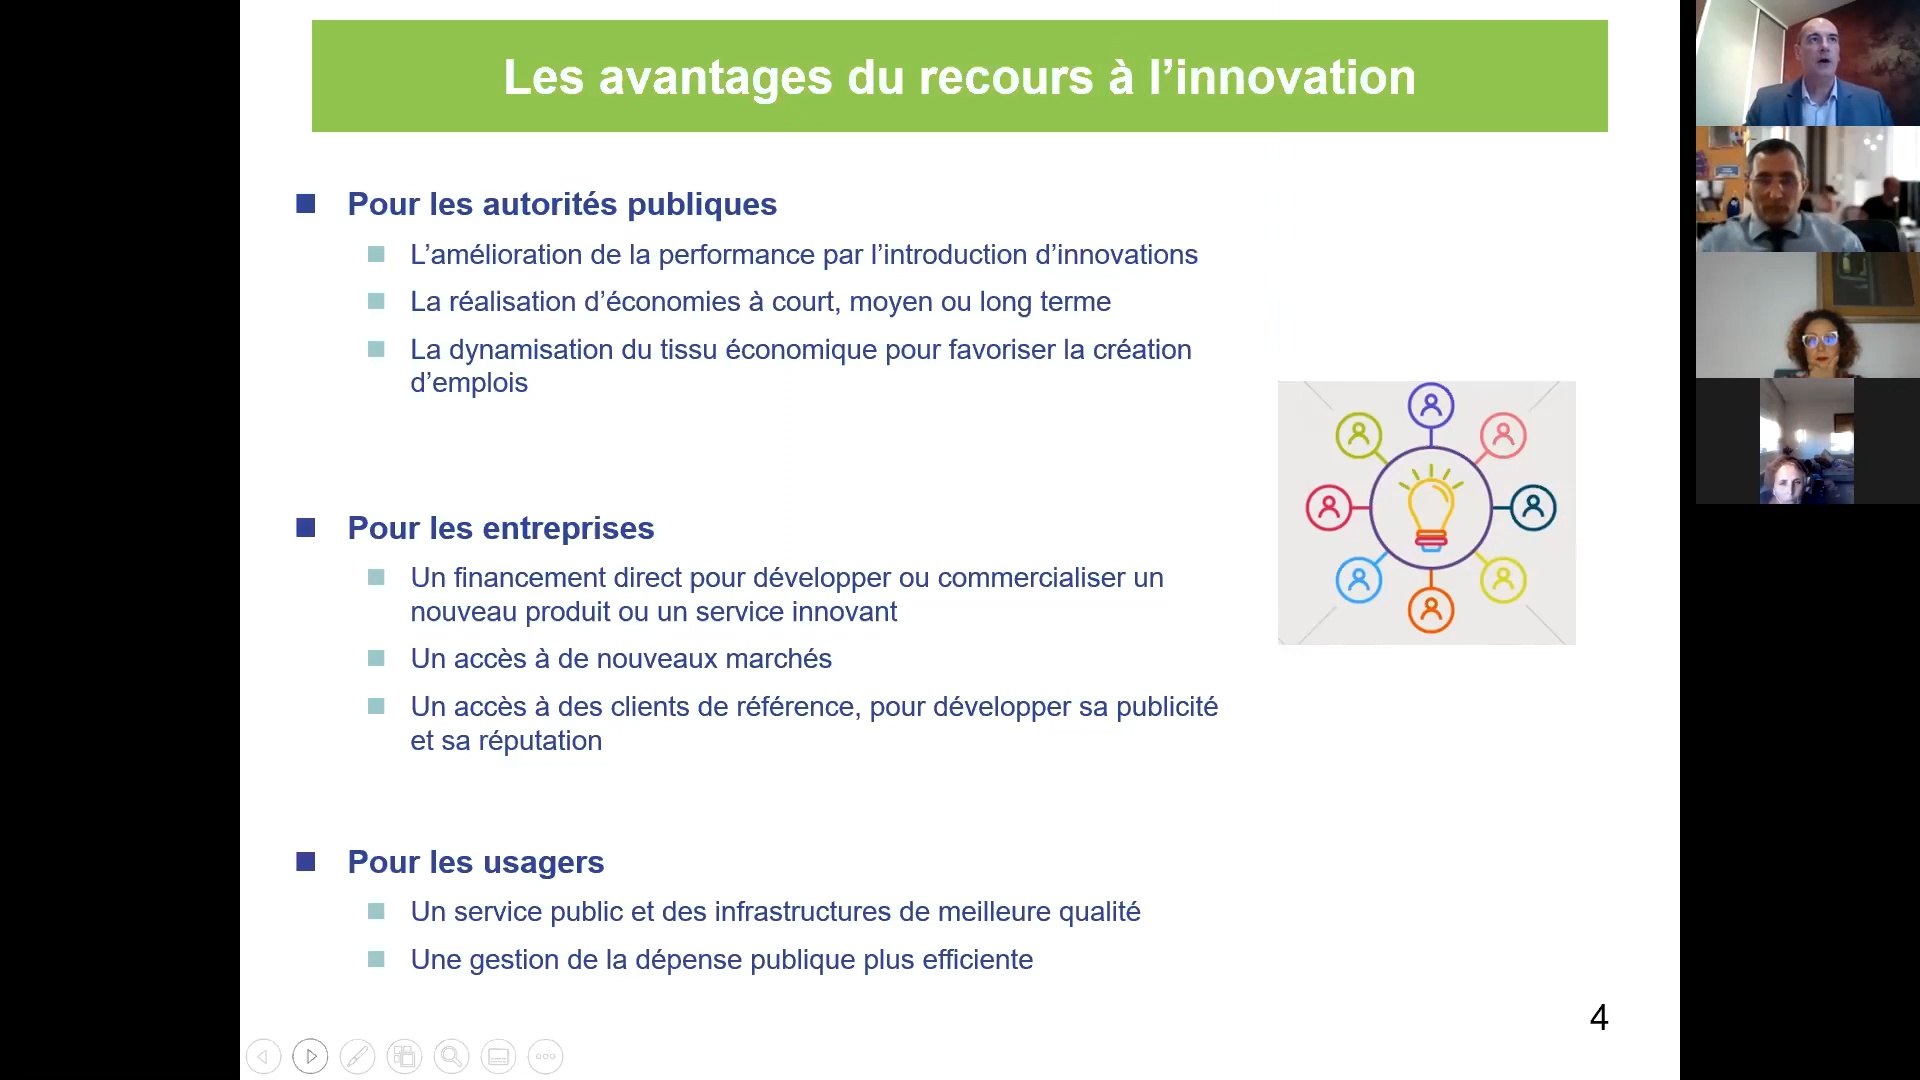 Les avantages du recours à l’innovation
Pour les autorités publiques
L’amélioration de la performance par l’introduction d’innovations
La réalisation d’économies à court, moyen ou long terme
La dynamisation du tissu économique pour favoriser la création
d’emplois
Pour les entreprises
Un financement direct pour développer ou commercialiser un
nouveau produit ou un service innovant
Un accès à de nouveaux marchés
Un accès à des clients de référence, pour développer sa publicité
et sa réputation
Pour les usagers
Un service public et des infrastructures de meilleure qualité
Une gestion de la dépense publique plus efficiente
4